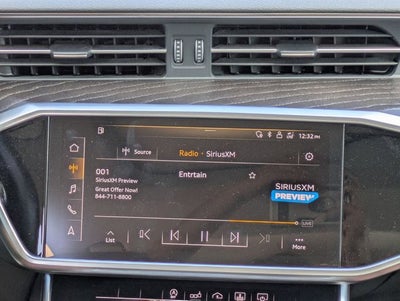 12:32 PM
Source
Radio · SiriusXM
001
Entrtain
SiriusXM Preview
Great Offer Now!
844-711-8800
SIRIUSXM
PREVIEW
LIVE
List
More